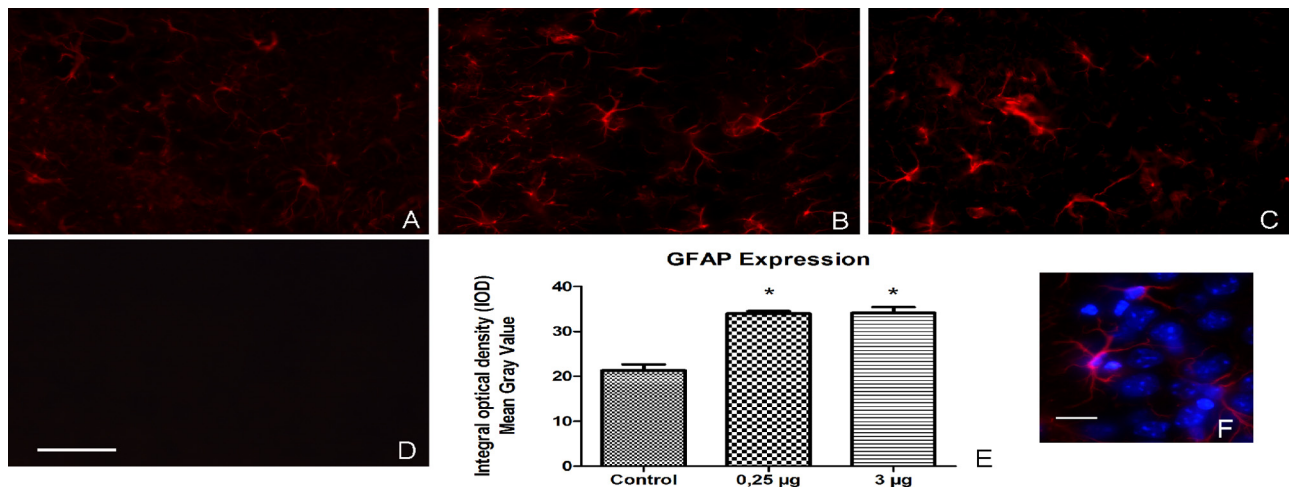 A
B
C
D
GFAP Expression
Integral optical density (IOD)
Mean Gray Value
40
30
20
10
0
*
*
Control
0,25 µg
3 µg
E
F